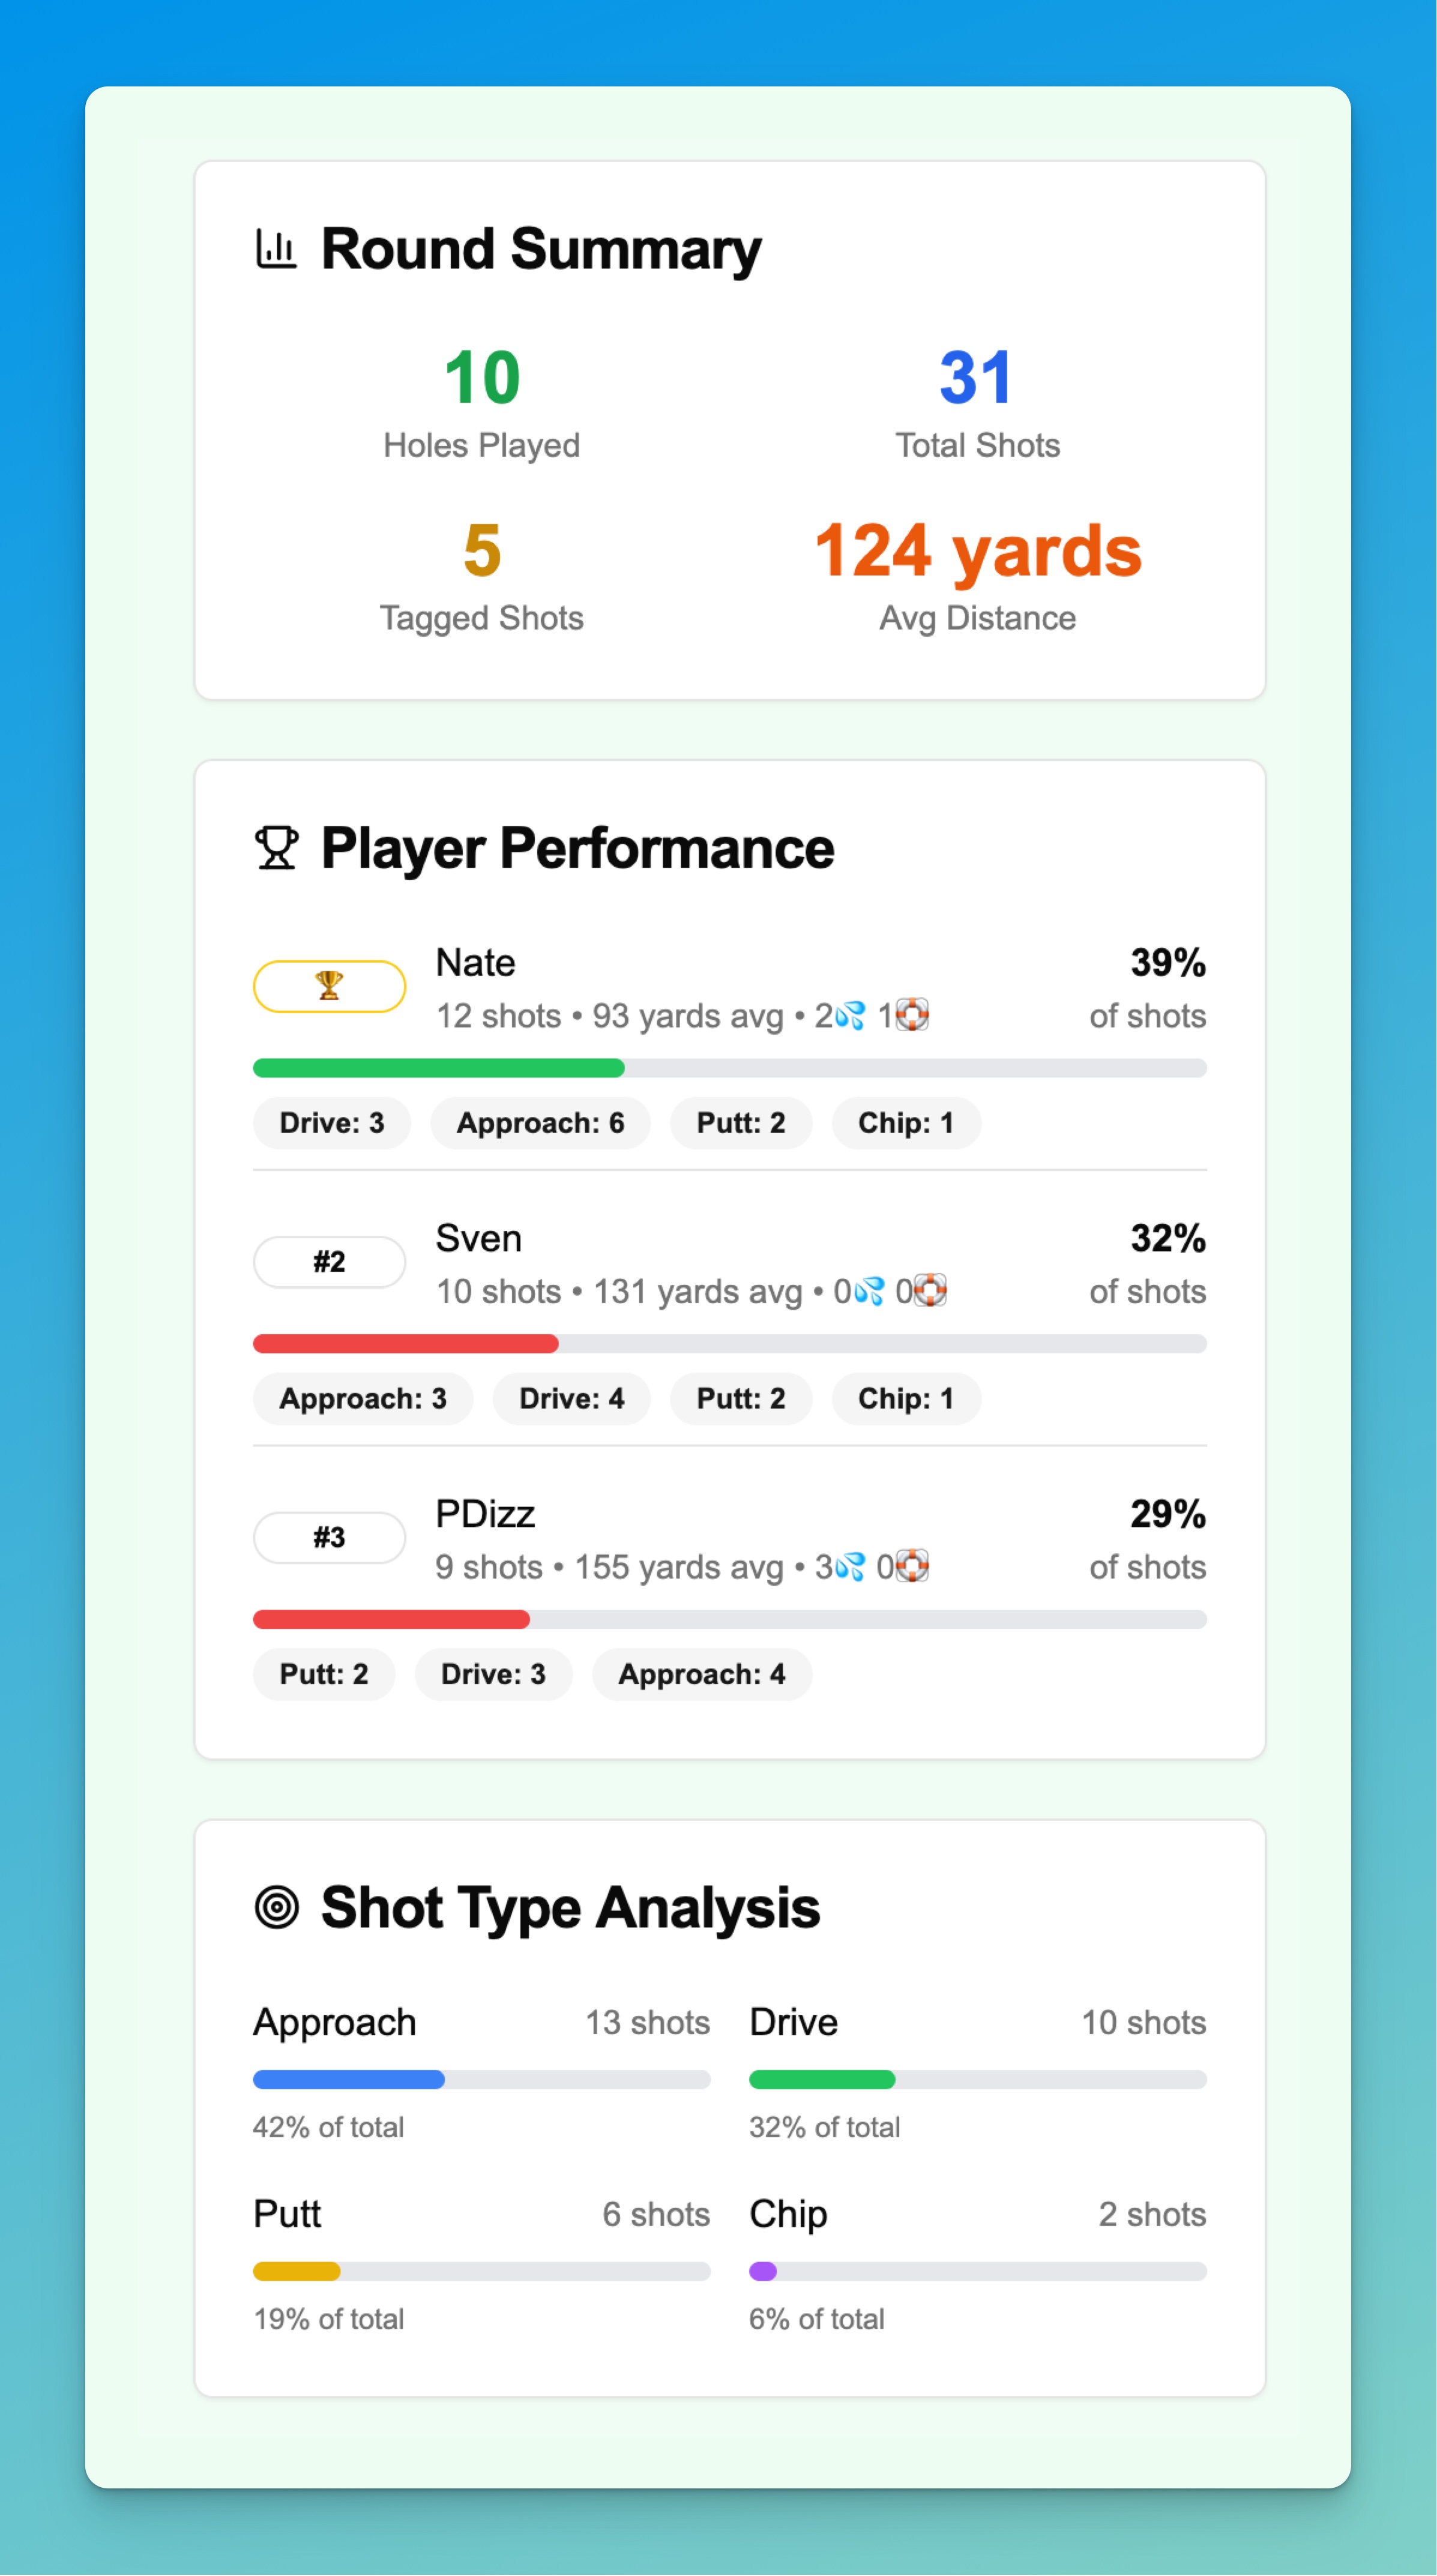 Round Summary
10
Holes Played
31
Total Shots
5
Tagged Shots
124 yards
Avg Distance
Player Performance
🏆 Nate 39%
12 shots • 93 yards avg • 2💦 1🛟 of shots
Drive: 3 Approach: 6 Putt: 2 Chip: 1
#2 Sven 32%
10 shots • 131 yards avg • 0💦 0🛟 of shots
Approach: 3 Drive: 4 Putt: 2 Chip: 1
#3 PDizz 29%
9 shots • 155 yards avg • 3💦 0🛟 of shots
Putt: 2 Drive: 3 Approach: 4
Shot Type Analysis
Approach 13 shots
42% of total
Drive 10 shots
32% of total
Putt 6 shots
19% of total
Chip 2 shots
6% of total